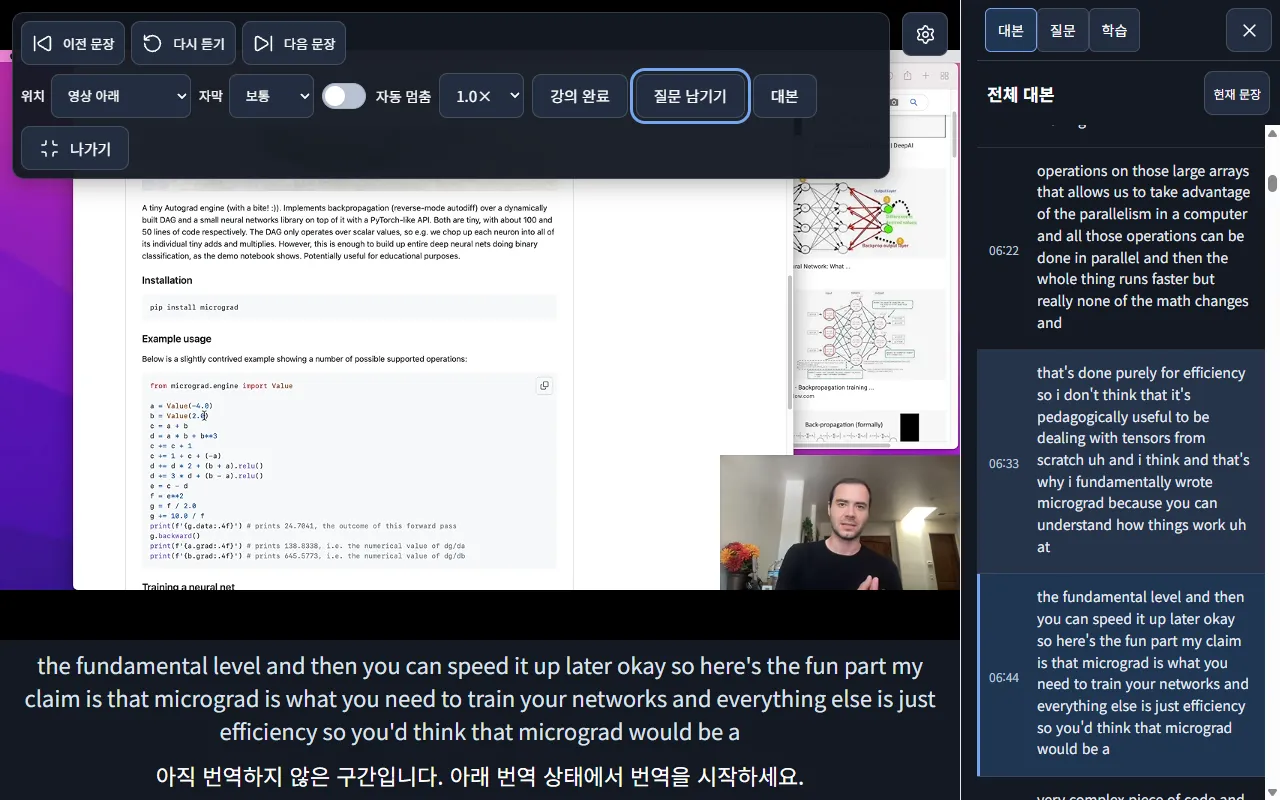 이전 문장
다시 듣기
다음 문장
위치
영상 아래
자막
보통
자동 멈춤
1.0×
강의 완료
질문 남기기
대본
나가기
대본
질문
학습
전체 대본
현재 문장
A tiny Autograd engine (with a bite! :)). Implements backpropagation (reverse-mode autodiff) over a dynamically
built DAG and a small neural networks library on top of it with a PyTorch-like API. Both are tiny, with about 100 and
50 lines of code respectively. The DAG only operates over scalar values, so e.g. we chop up each neuron into all of
its individual tiny adds and multiplies. However, this is enough to build up entire deep neural nets doing binary
classification, as the demo notebook shows. Potentially useful for educational purposes.
Installation
pip install micrograd
Example usage
Below is a slightly contrived example showing a number of possible supported operations:
from micrograd.engine import Value
a = Value(-4.0)
b = Value(2.0)
c = a + b
d = a * b + b**3
c += c + 1
c += 1 + c + (-a)
d += d * 2 + (b + a).relu()
d += 3 * d + (b - a).relu()
e = c - d
f = e**2
g = f / 2.0
g += 10.0 / f
print(f'{g.data:.4f}') # prints 24.7041, the outcome of this forward pass
g.backward()
print(f'{a.grad:.4f}') # prints 138.8338, i.e. the numerical value of dg/da
print(f'{b.grad:.4f}') # prints 645.5773, i.e. the numerical value of dg/db
Training a neural net
DeepAI
Output layer
Backprop output layer
ral Network: What ...
- Backpropagation training ...
ow.com
Back-propagation (formally)
the fundamental level and then you can speed it up later okay so here's the fun part my
claim is that micrograd is what you need to train your networks and everything else is just
efficiency so you'd think that micrograd would be a
아직 번역하지 않은 구간입니다. 아래 번역 상태에서 번역을 시작하세요.
06:22
operations on those large arrays
that allows us to take advantage
of the parallelism in a computer
and all those operations can be
done in parallel and then the
whole thing runs faster but
really none of the math changes
and
06:33
that's done purely for efficiency
so i don't think that it's
pedagogically useful to be
dealing with tensors from
scratch uh and i think and that's
why i fundamentally wrote
micrograd because you can
understand how things work uh
at
06:44
the fundamental level and then
you can speed it up later okay
so here's the fun part my claim
is that micrograd is what you
need to train your networks and
everything else is just efficiency
so you'd think that micrograd
would be a
very complex piece of code and